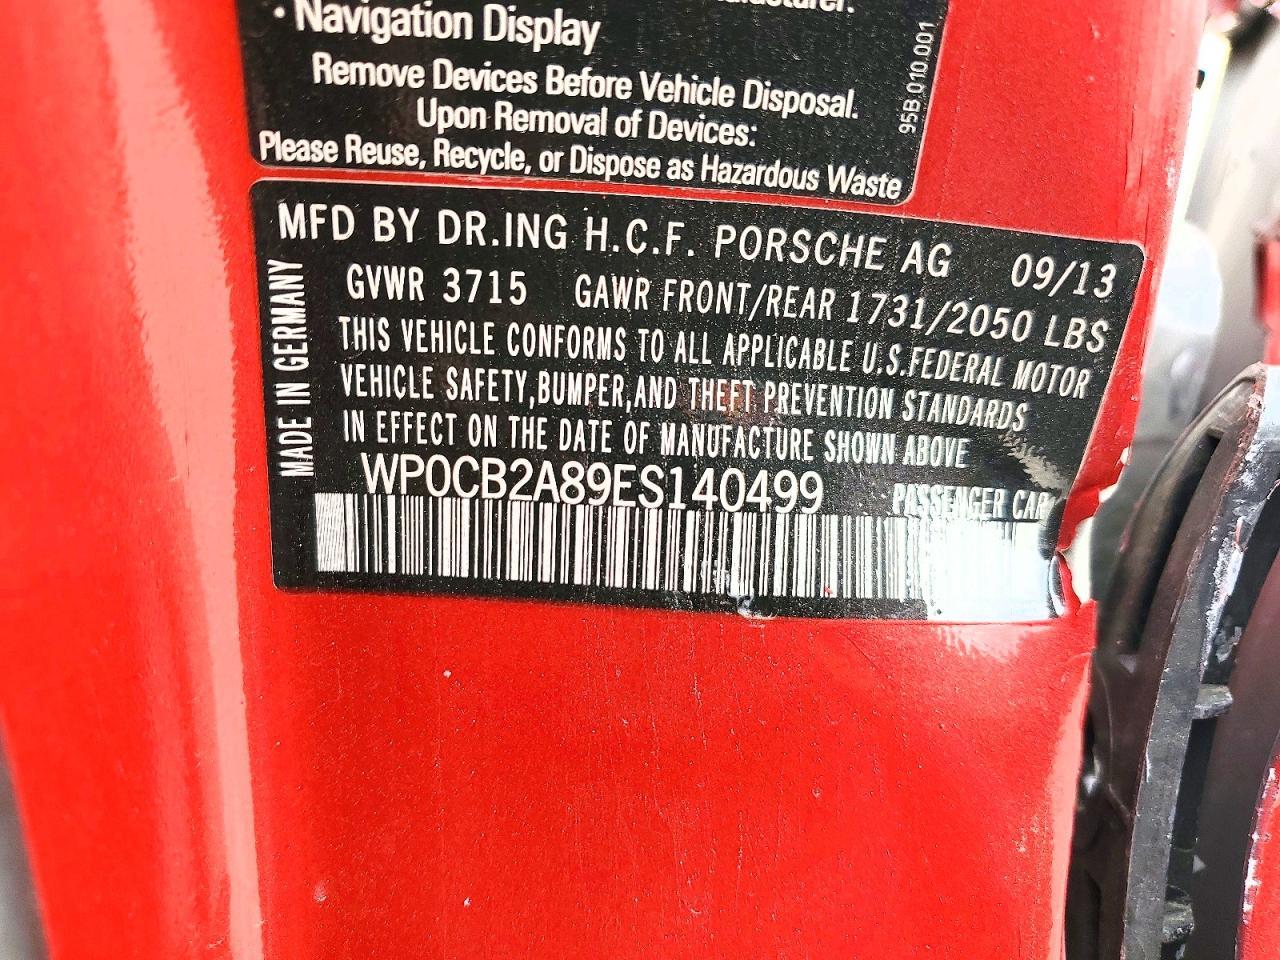 • Navigation Display
Remove Devices Before Vehicle Disposal.
Upon Removal of Devices:
Please Reuse, Recycle, or Dispose as Hazardous Waste
95B.010.001
MFD BY DR.ING H.C.F. PORSCHE AG 09/13
GVWR 3715 GAWR FRONT/REAR 1731/2050 LBS
THIS VEHICLE CONFORMS TO ALL APPLICABLE U.S.FEDERAL MOTOR
VEHICLE SAFETY,BUMPER,AND THEFT PREVENTION STANDARDS
IN EFFECT ON THE DATE OF MANUFACTURE SHOWN ABOVE
WP0CB2A89ES140499 PASSENGER CAR
MADE IN GERMANY